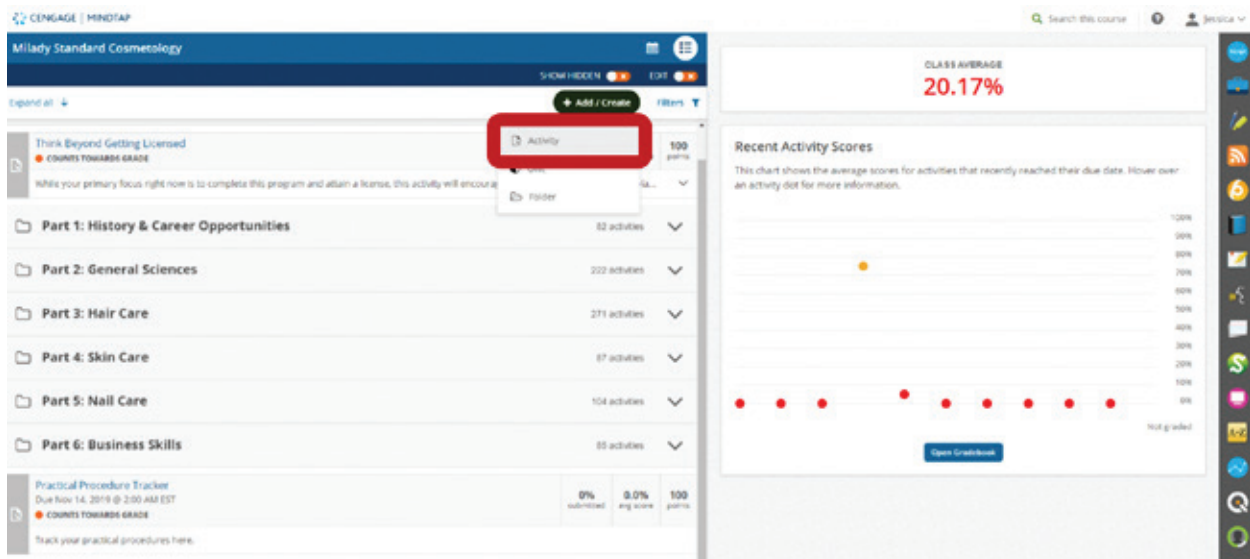 CENGAGE | MINDTAP
Search this course
Jessica
Milady Standard Cosmetology
SHOW HIDDEN
EDIT
Expand all
+ Add / Create
Filters
Activity
Folder
Think Beyond Getting Licensed
COUNTS TOWARDS GRADE
100
points
While your primary focus right now is to complete this program and attain a license, this activity will
Part 1: History & Career Opportunities
82 activities
Part 2: General Sciences
222 activities
Part 3: Hair Care
271 activities
Part 4: Skin Care
87 activities
Part 5: Nail Care
104 activities
Part 6: Business Skills
85 activities
Practical Procedure Tracker
Due Nov 14, 2019 @ 2:00 AM EST
COUNTS TOWARDS GRADE
0%
submitted
0.0%
avg score
100
points
Track your practical procedures here.
CLASS AVERAGE
20.17%
Recent Activity Scores
This chart shows the average scores for activities that recently reached their due date. Hover over
an activity dot for more information.
100%
90%
80%
70%
60%
50%
40%
30%
20%
10%
0%
Not graded
Open Gradebook
A-Z